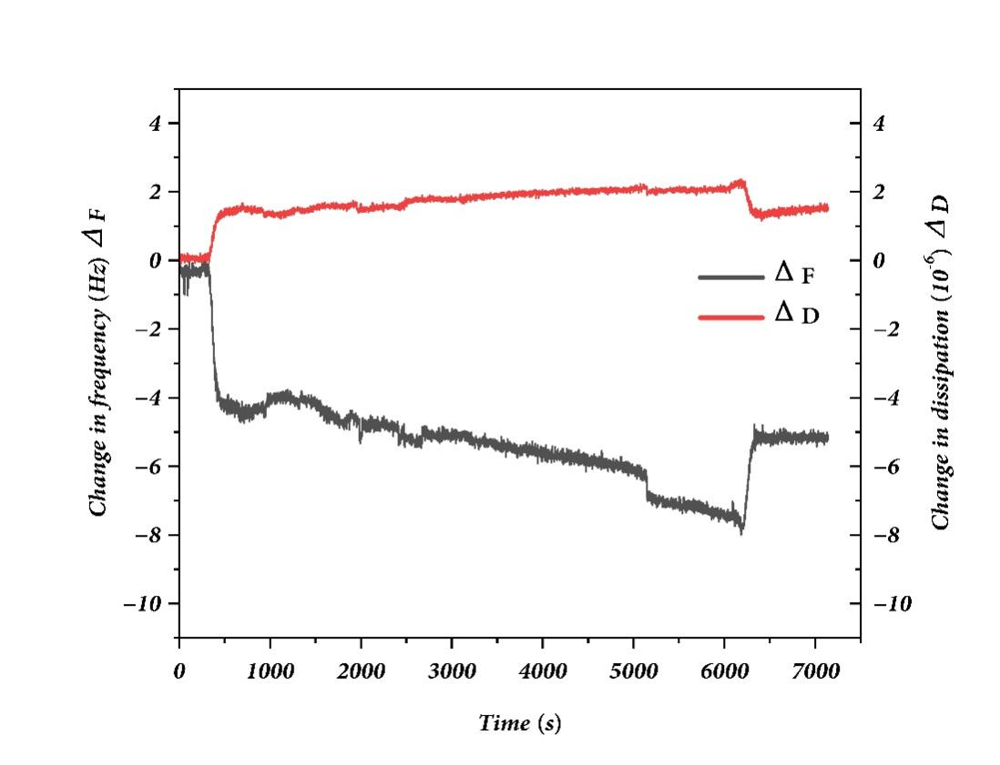 4
2
0
−2
−4
−6
−8
−10
Change in frequency (Hz) Δ F
4
2
0
−2
−4
−6
−8
−10
Change in dissipation (10⁻⁶) Δ D
Δ F
Δ D
0 1000 2000 3000 4000 5000 6000 7000
Time (s)